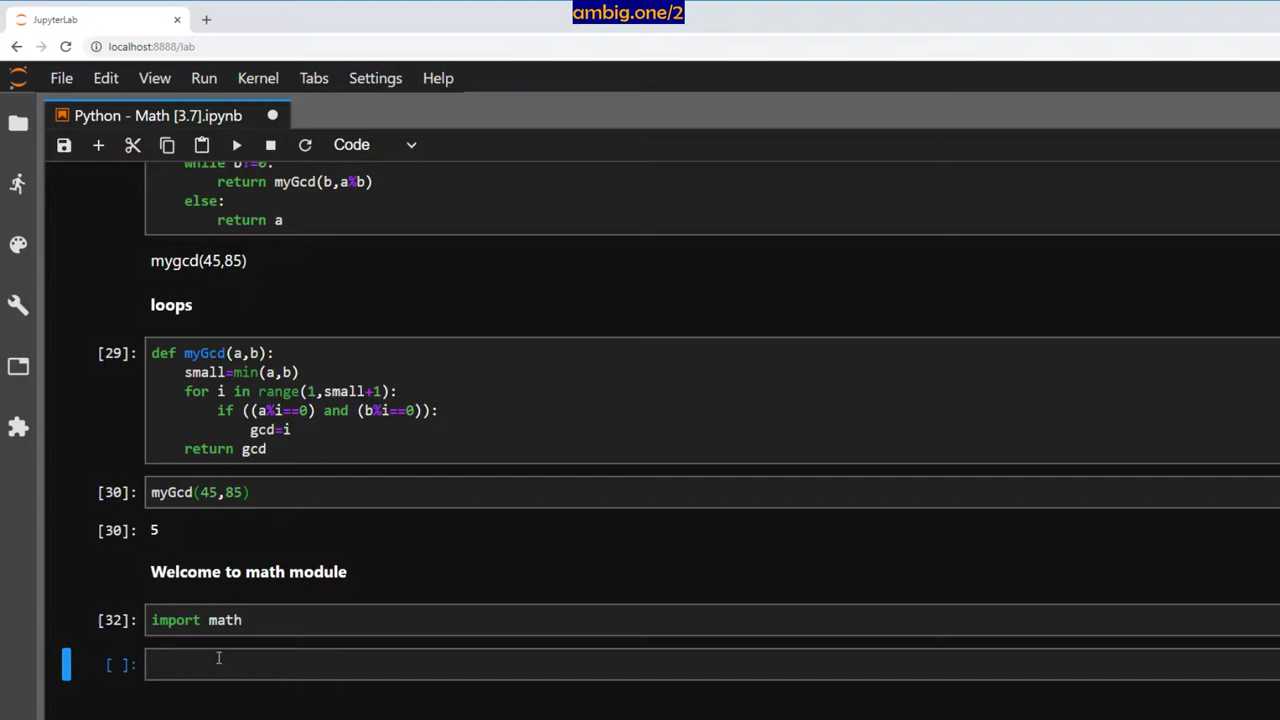 ambig.one/2
JupyterLab
localhost:8888/lab
File Edit View Run Kernel Tabs Settings Help
Python - Math [3.7].ipynb
Code
while b!=0:
return myGcd(b,a%b)
else:
return a
mygcd(45,85)
loops
[29]: def myGcd(a,b):
small=min(a,b)
for i in range(1,small+1):
if ((a%i==0) and (b%i==0)):
gcd=i
return gcd
[30]: myGcd(45,85)
[30]: 5
Welcome to math module
[32]: import math
[ ]: